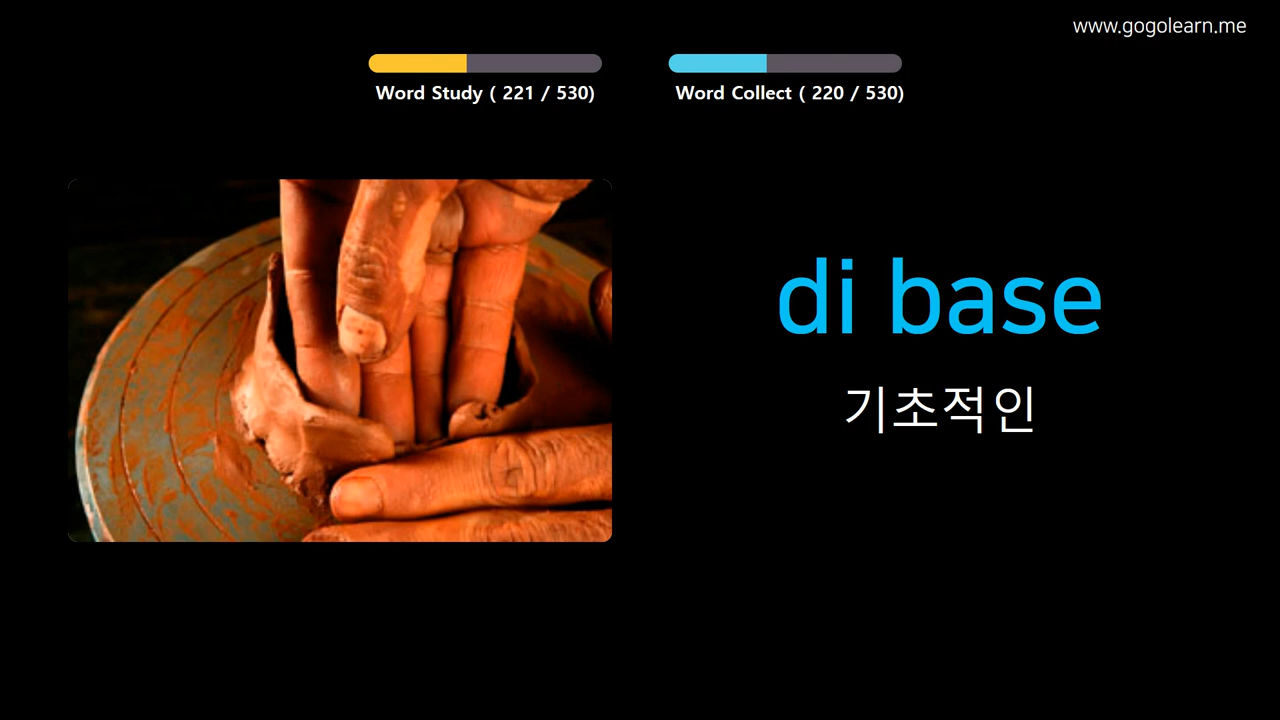 www.gogolearn.me
Word Study ( 221 / 530)
Word Collect ( 220 / 530)
di base
기초적인